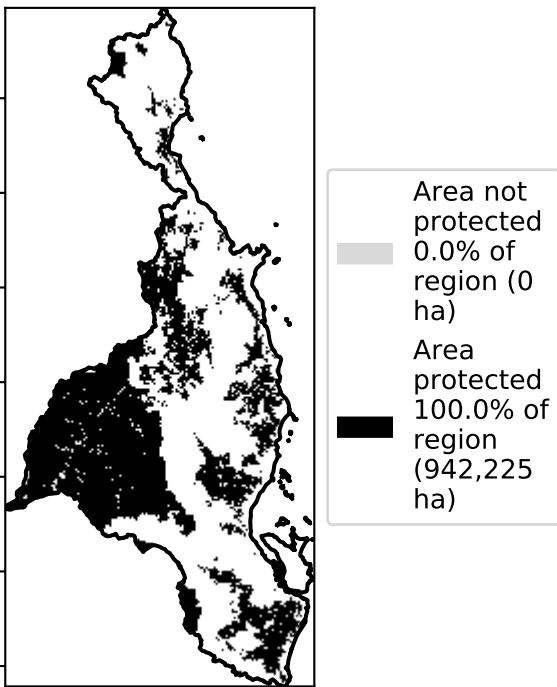 Area not
protected
0.0% of
region (0
ha)
Area
protected
100.0% of
region
(942,225
ha)